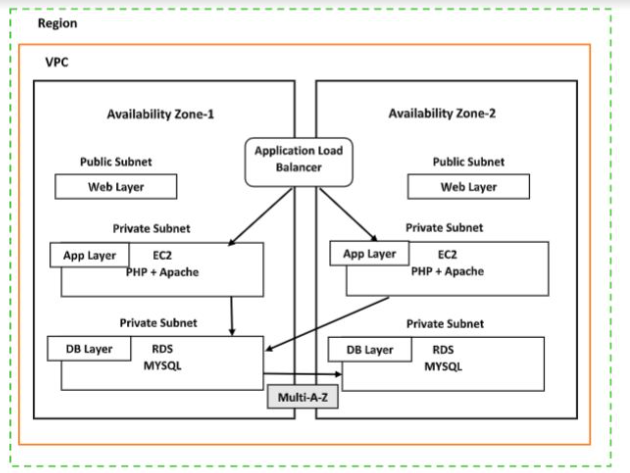 Region
VPC
Availability Zone-1
Availability Zone-2
Application Load
Balancer
Public Subnet
Web Layer
Public Subnet
Web Layer
Private Subnet
App Layer
EC2
PHP + Apache
Private Subnet
App Layer
EC2
PHP + Apache
Private Subnet
DB Layer
RDS
MYSQL
Private Subnet
DB Layer
RDS
MYSQL
Multi-A-Z